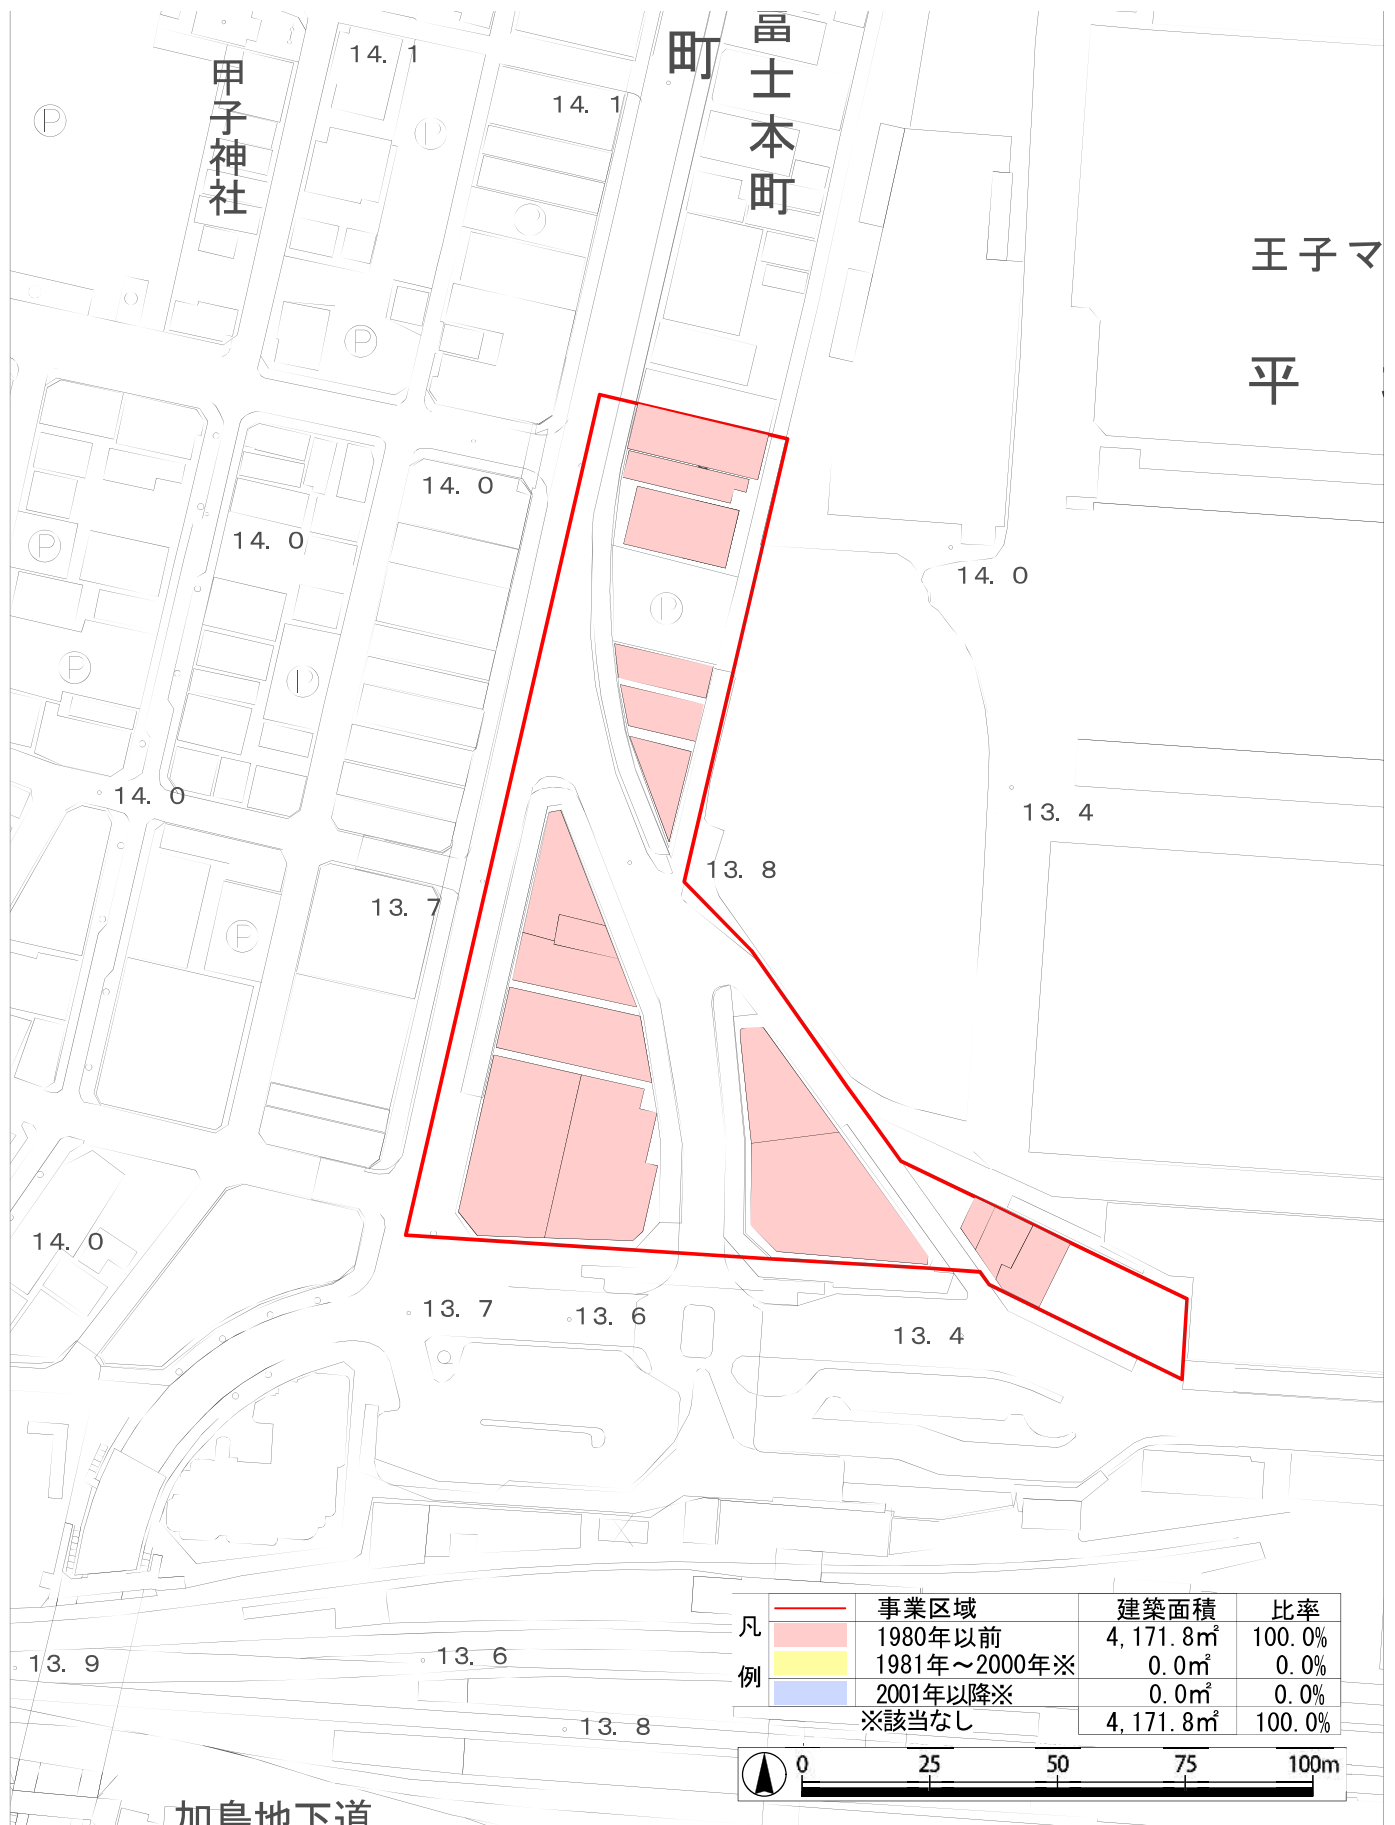 町
富士本町
甲子神社
14.1
14.1
Ⓟ
王子マ
平
14.0
14.0
14.0
14.0
13.4
13.8
13.7
14.0
13.7
13.6
13.4
13.9
13.6
13.8
加島地下道
凡例
事業区域 建築面積 比率
1980年以前 4,171.8㎡ 100.0%
1981年～2000年※ 0.0㎡ 0.0%
2001年以降※ 0.0㎡ 0.0%
※該当なし 4,171.8㎡ 100.0%
0 25 50 75 100m